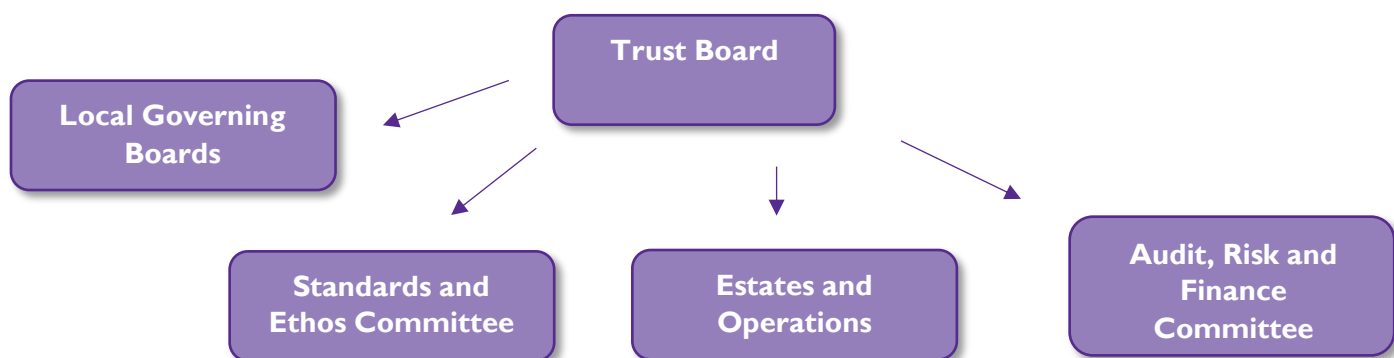 Trust Board
Local Governing
Boards
Standards and
Ethos Committee
Estates and
Operations
Audit, Risk and
Finance
Committee